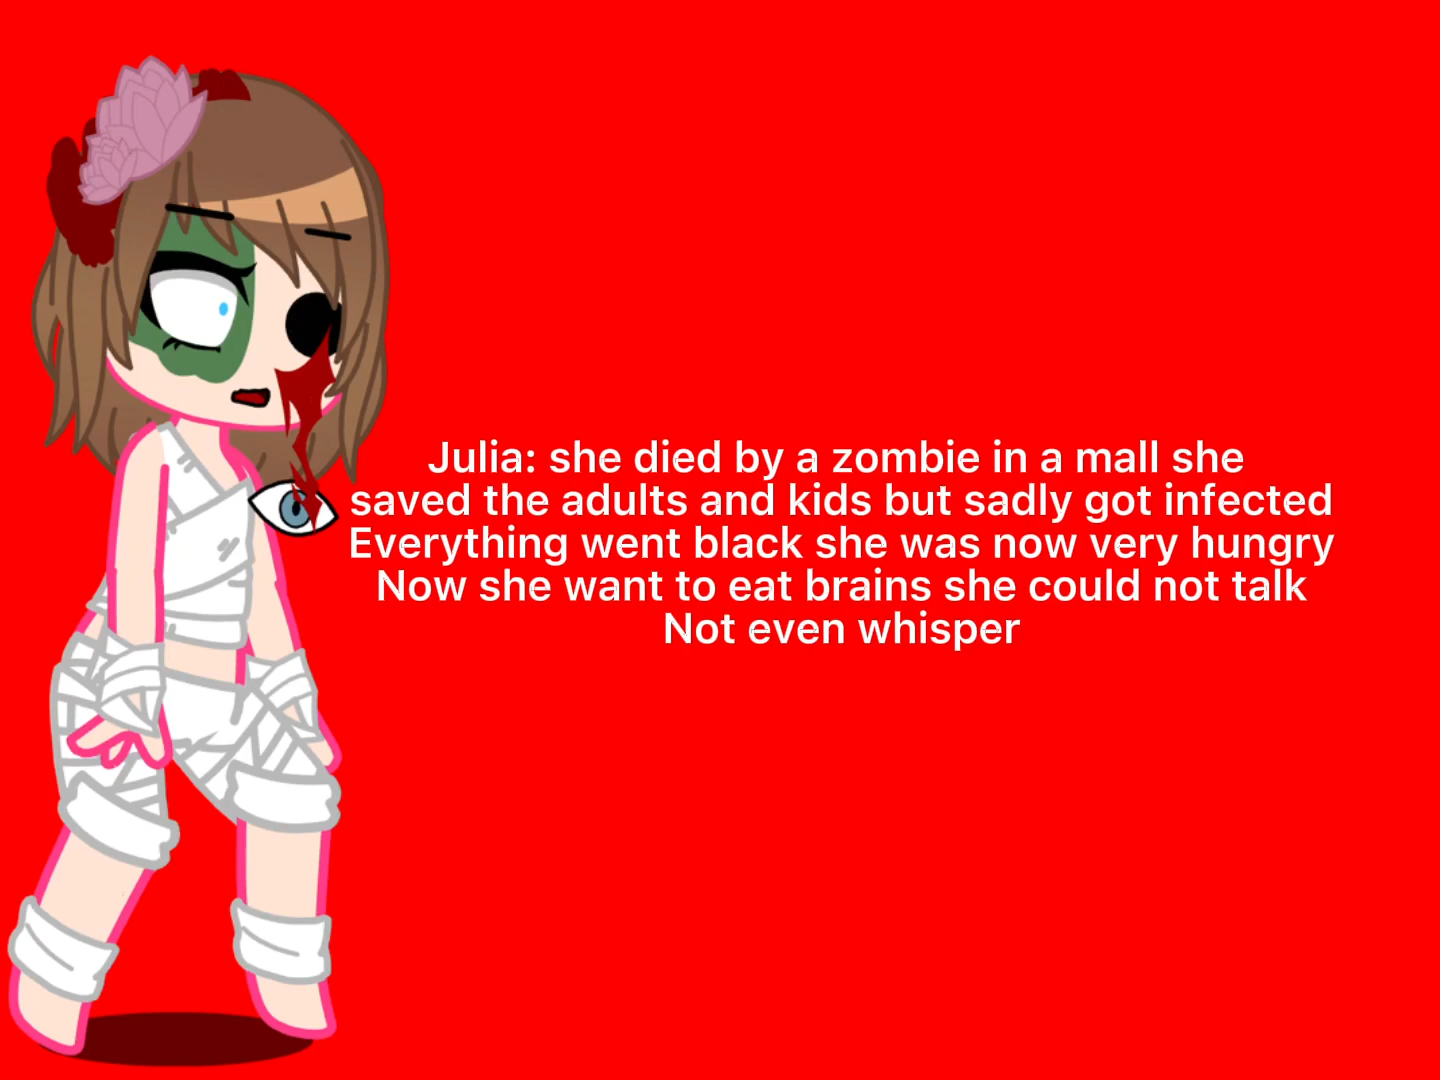 Julia: she died by a zombie in a mall she
saved the adults and kids but sadly got infected
Everything went black she was now very hungry
Now she want to eat brains she could not talk
Not even whisper